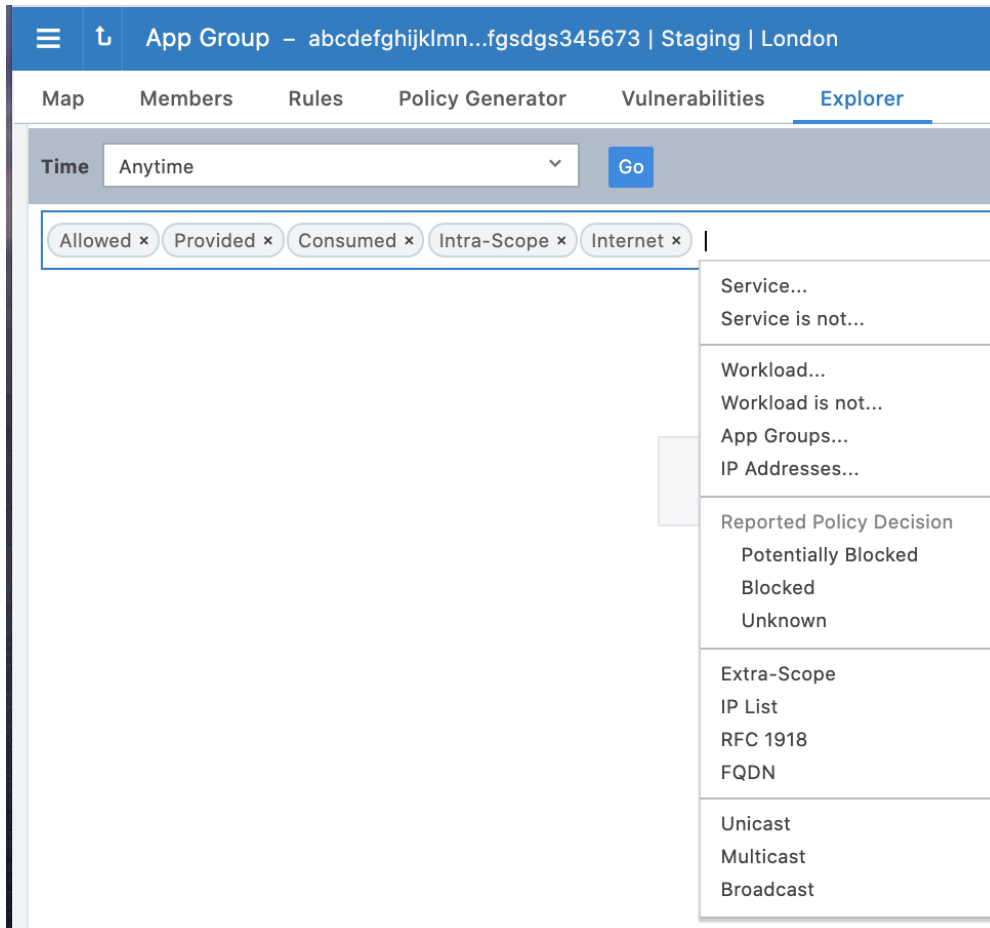 App Group – abcdefghijklmn...fgsdgs345673 | Staging | London
Map Members Rules Policy Generator Vulnerabilities Explorer
Time Anytime Go
Allowed × Provided × Consumed × Intra-Scope × Internet ×
Service...
Service is not...
Workload...
Workload is not...
App Groups...
IP Addresses...
Reported Policy Decision
Potentially Blocked
Blocked
Unknown
Extra-Scope
IP List
RFC 1918
FQDN
Unicast
Multicast
Broadcast